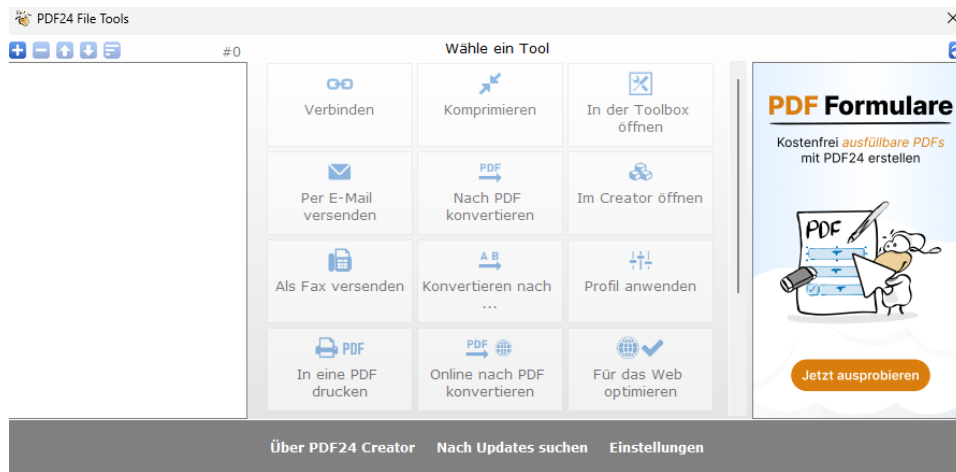 PDF24 File Tools
#0
Wähle ein Tool
Verbinden
Komprimieren
In der Toolbox
öffnen
Per E-Mail
versenden
PDF
Nach PDF
konvertieren
Im Creator öffnen
Als Fax versenden
A B
Konvertieren nach
...
Profil anwenden
PDF
In eine PDF
drucken
PDF
Online nach PDF
konvertieren
Für das Web
optimieren
PDF Formulare
Kostenfrei ausfüllbare PDFs
mit PDF24 erstellen
PDF
Jetzt ausprobieren
Über PDF24 Creator
Nach Updates suchen
Einstellungen